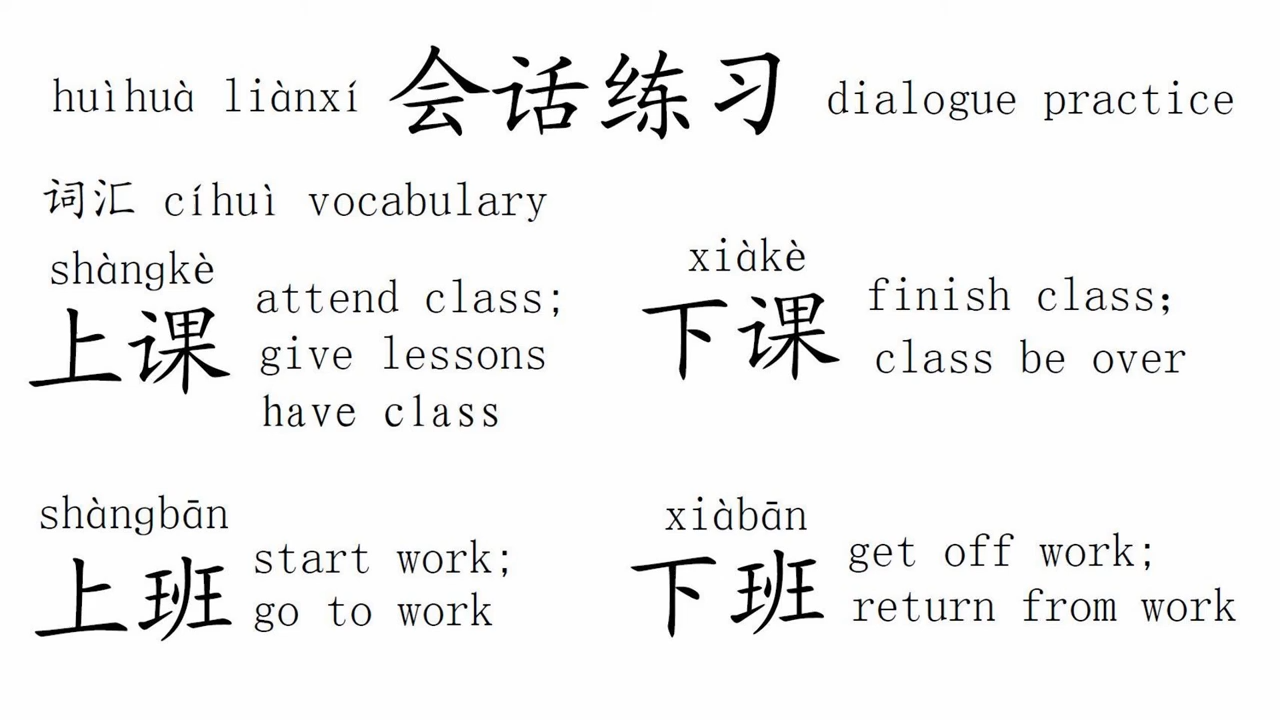 huìhuà liànxí 会话练习 dialogue practice
词汇 cíhuì vocabulary
shàngkè
上课
attend class;
give lessons
have class
xiàkè
下课
finish class;
class be over
shàngbān
上班
start work;
go to work
xiàbān
下班
get off work;
return from work